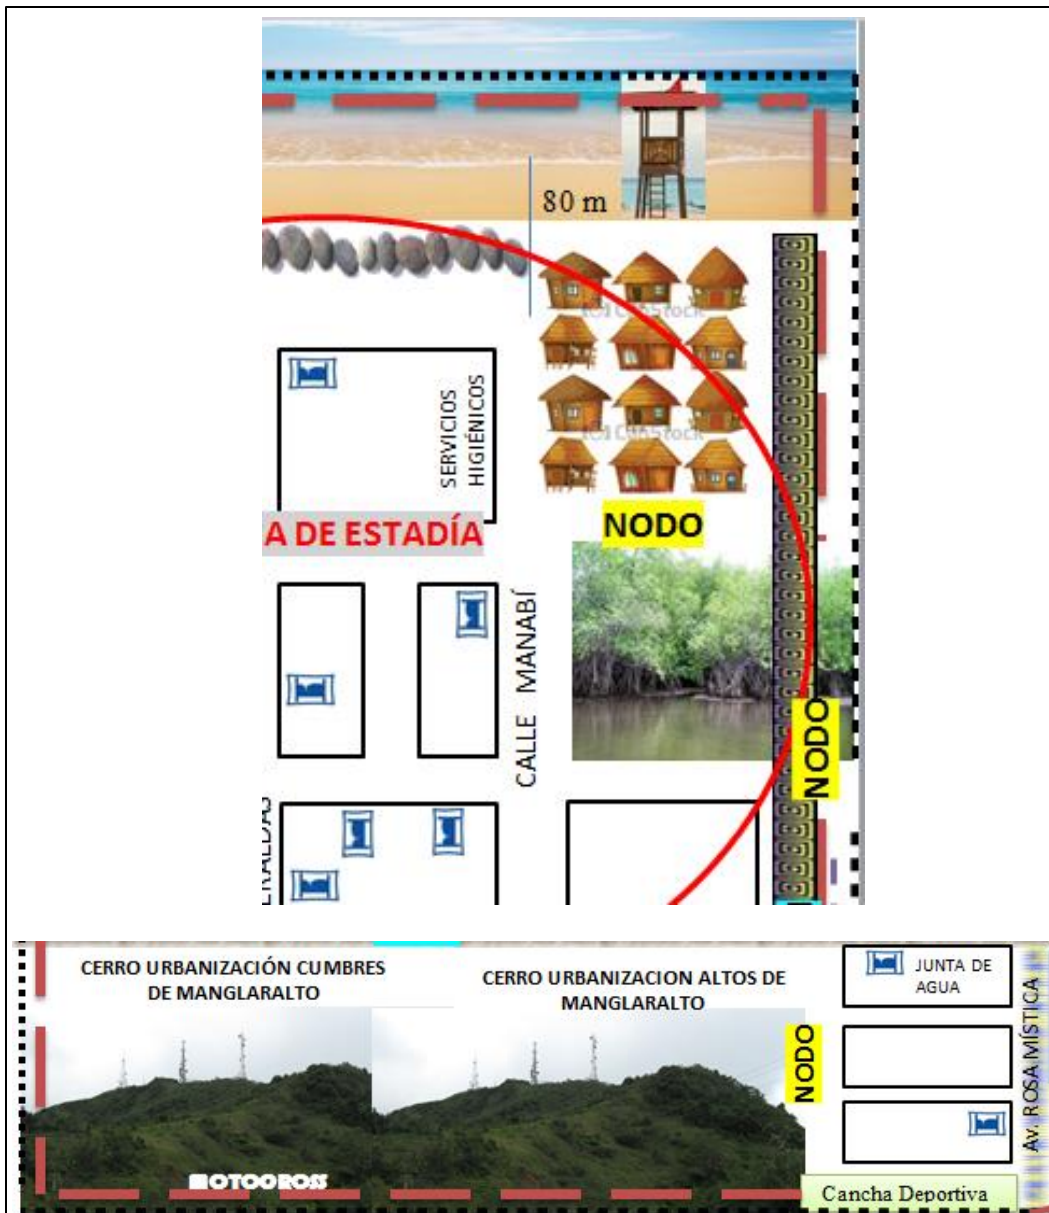 80 m
SERVICIOS
HIGIÉNICOS
A DE ESTADÍA
NODO
CALLE MANABÍ
NODO
ERALDAS
CERRO URBANIZACIÓN CUMBRES
DE MANGLARALTO
CERRO URBANIZACION ALTOS DE
MANGLARALTO
JUNTA DE
AGUA
NODO
Av. ROSA MÍSTICA
MOTOCROSS
Cancha Deportiva